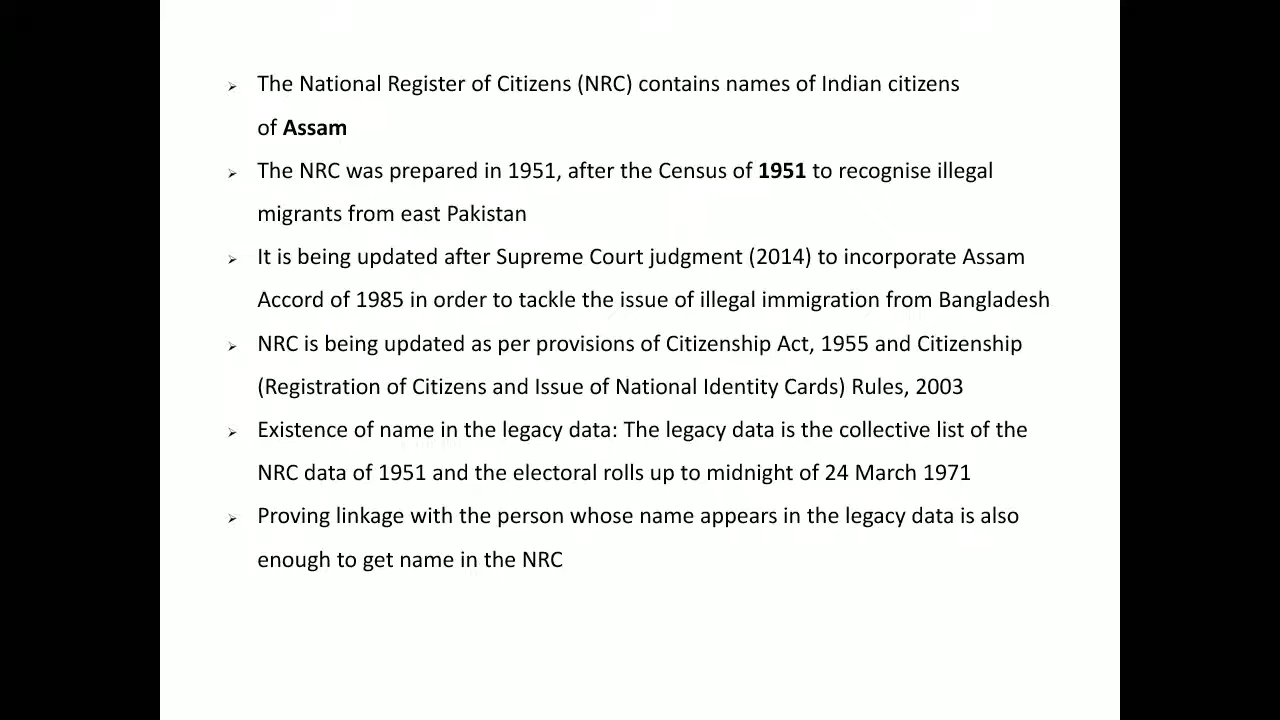 ➢ The National Register of Citizens (NRC) contains names of Indian citizens
of Assam
➢ The NRC was prepared in 1951, after the Census of 1951 to recognise illegal
migrants from east Pakistan
➢ It is being updated after Supreme Court judgment (2014) to incorporate Assam
Accord of 1985 in order to tackle the issue of illegal immigration from Bangladesh
➢ NRC is being updated as per provisions of Citizenship Act, 1955 and Citizenship
(Registration of Citizens and Issue of National Identity Cards) Rules, 2003
➢ Existence of name in the legacy data: The legacy data is the collective list of the
NRC data of 1951 and the electoral rolls up to midnight of 24 March 1971
➢ Proving linkage with the person whose name appears in the legacy data is also
enough to get name in the NRC